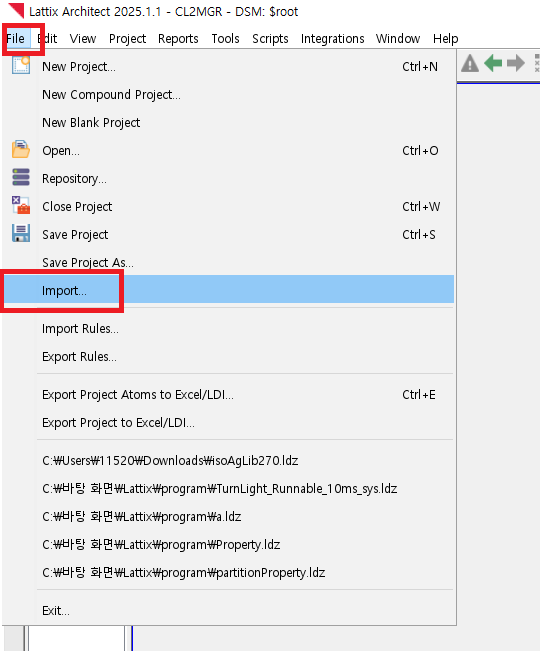 Lattix Architect 2025.1.1 - CL2MGR - DSM: $root
File Edit View Project Reports Tools Scripts Integrations Window Help
New Project... Ctrl+N
New Compound Project...
New Blank Project
Open... Ctrl+O
Repository...
Close Project Ctrl+W
Save Project Ctrl+S
Save Project As...
Import...
Import Rules...
Export Rules...
Export Project Atoms to Excel/LDI... Ctrl+E
Export Project to Excel/LDI...
C:₩Users₩11520₩Downloads₩isoAgLib270.ldz
C:₩바탕 화면₩Lattix₩program₩TurnLight_Runnable_10ms_sys.ldz
C:₩바탕 화면₩Lattix₩program₩a.ldz
C:₩바탕 화면₩Lattix₩program₩Property.ldz
C:₩바탕 화면₩Lattix₩program₩partitionProperty.ldz
Exit...